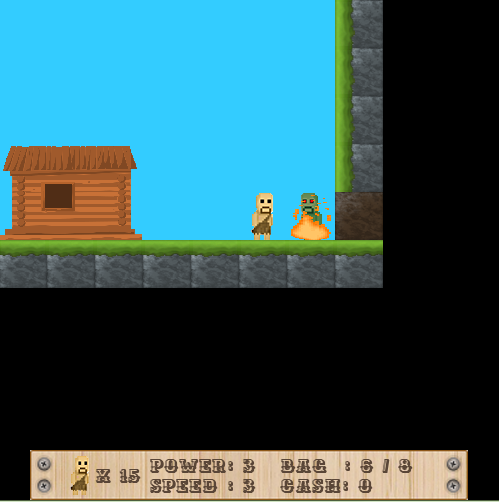 X 15
POWER: 3 BAG : 6 / 8
SPEED : 3 CASH: 0